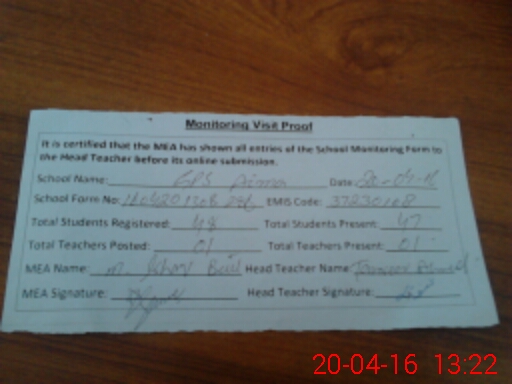 Monitoring Visit Proof
It is certified that the MEA has shown all entries of the School Monitoring Form to
the Head Teacher before its online submission.
School Name: GPS Date: 20-04-16
School Form No: EMIS Code: 37230108
Total Students Registered: 48 Total Students Present: 47
Total Teachers Posted: 01 Total Teachers Present: 01
MEA Name: M. Head Teacher Name:
MEA Signature: Head Teacher Signature:
20-04-16 13:22